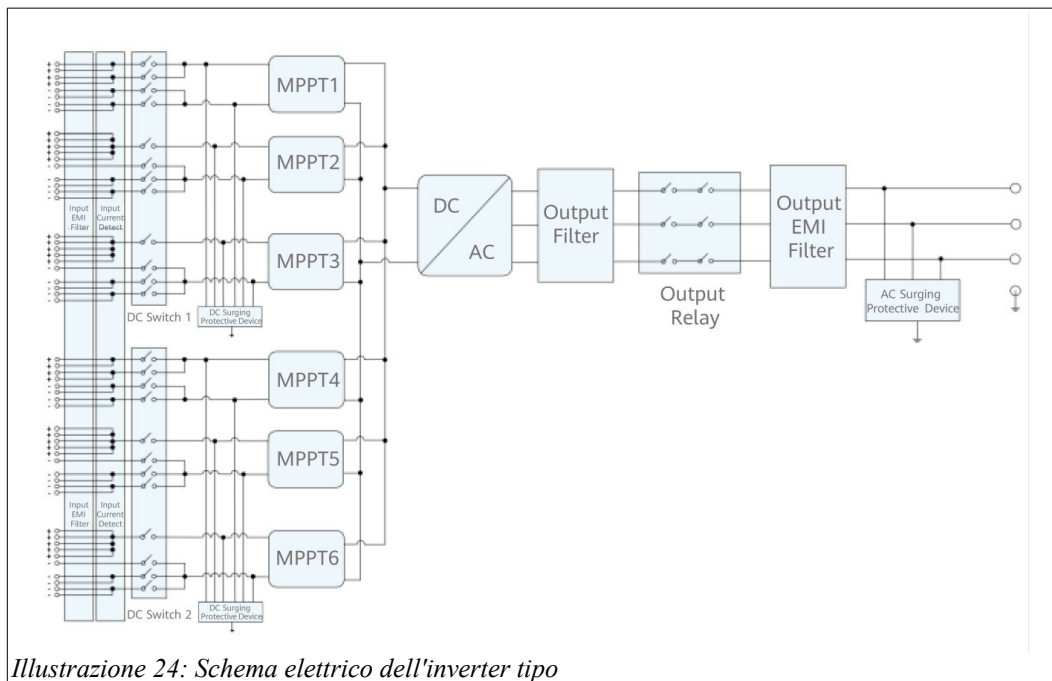 MPPT1
MPPT2
Input
EMI
Filter
Input
Current
Detect
MPPT3
DC Switch 1
DC Surging
Protective Device
DC
AC
Output
Filter
Output
Relay
Output
EMI
Filter
AC Surging
Protective Device
MPPT4
MPPT5
Input
EMI
Filter
Input
Current
Detect
MPPT6
DC Switch 2
DC Surging
Protective Device
Illustrazione 24: Schema elettrico dell'inverter tipo